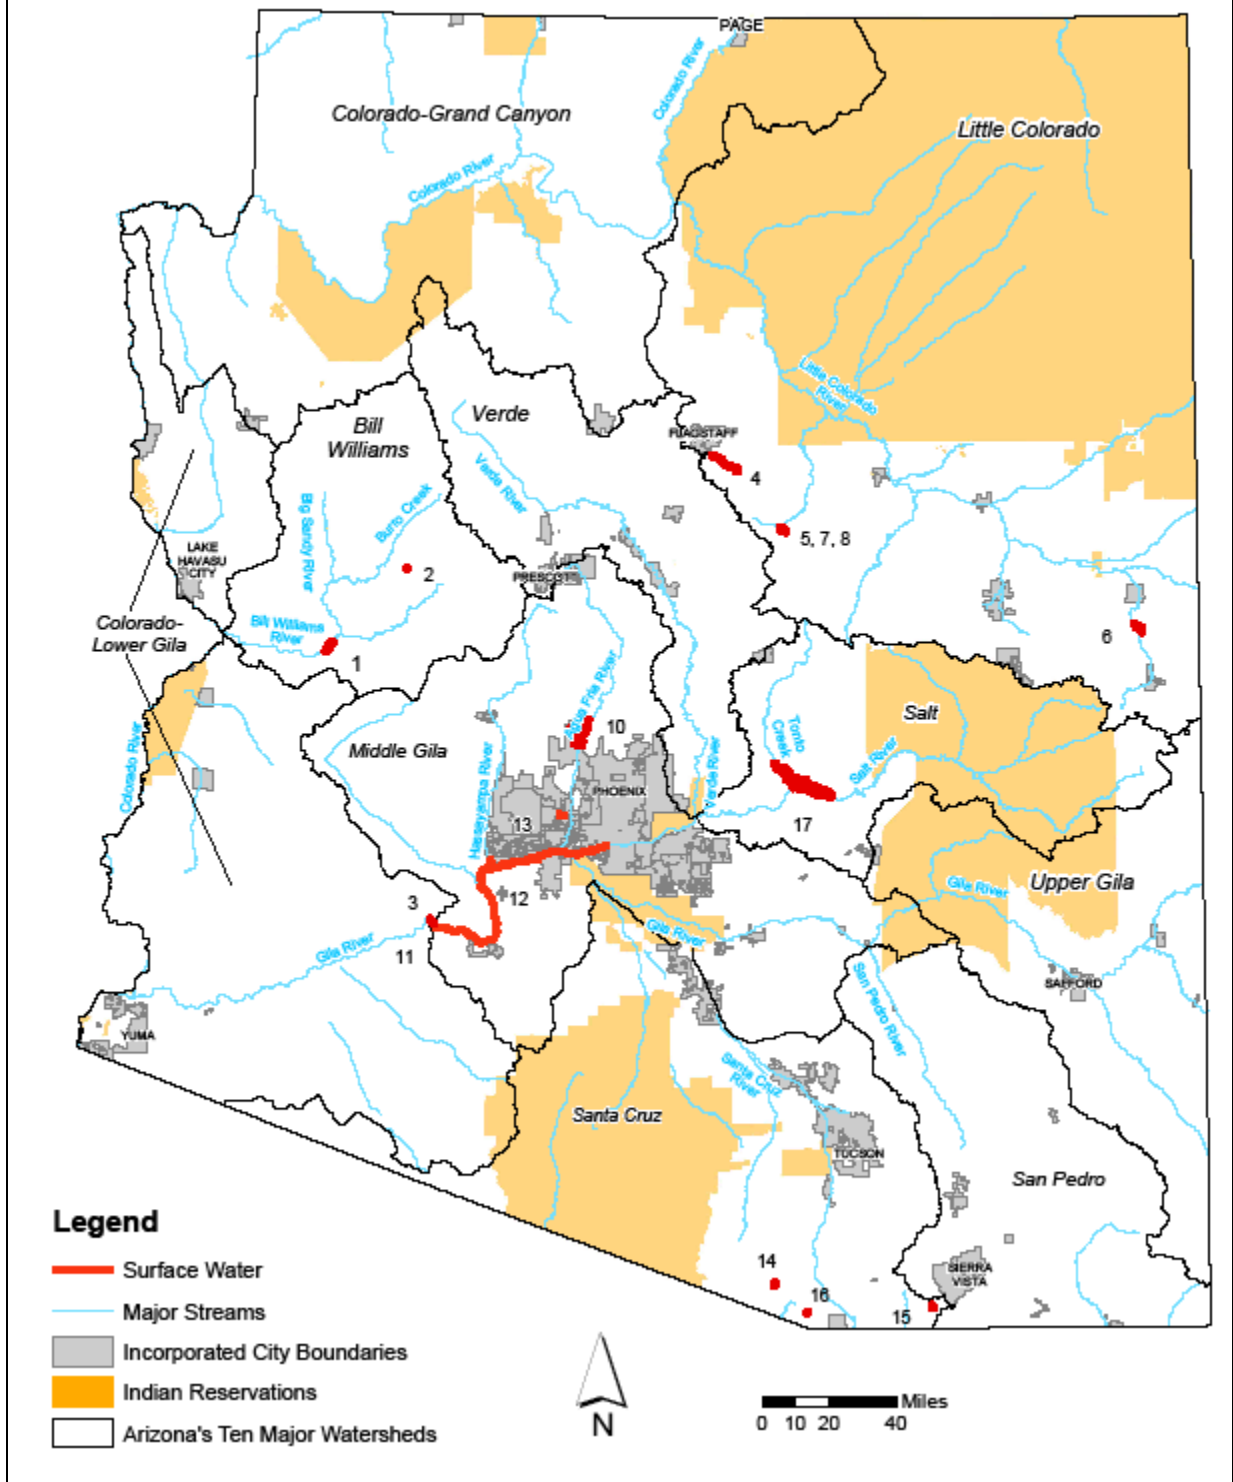 PAGE
Colorado River
Colorado-Grand Canyon
Little Colorado
Colorado River
Little Colorado
River
Bill
Williams
Verde
FLAGSTAFF
4
Verde River
Big Sandy River
Burro Creek
5, 7, 8
LAKE
HAVASU
CITY
2
PRESCOTT
Colorado-
Lower Gila
Bill Williams
River
1
6
Agua Fria River
10
Tonto
Creek
Salt
Middle Gila
Colorado River
Hassayampa River
Verde River
Salt River
PHOENIX
13
17
Gila River
Upper Gila
3
12
Gila River
Gila River
11
San Pedro River
SAFFORD
YUMA
Santa Cruz
River
Santa Cruz
TUCSON
San Pedro
Legend
Surface Water
Major Streams
Incorporated City Boundaries
Indian Reservations
Arizona's Ten Major Watersheds
14
16
15
SIERRA
VISTA
N
Miles
0 10 20 40